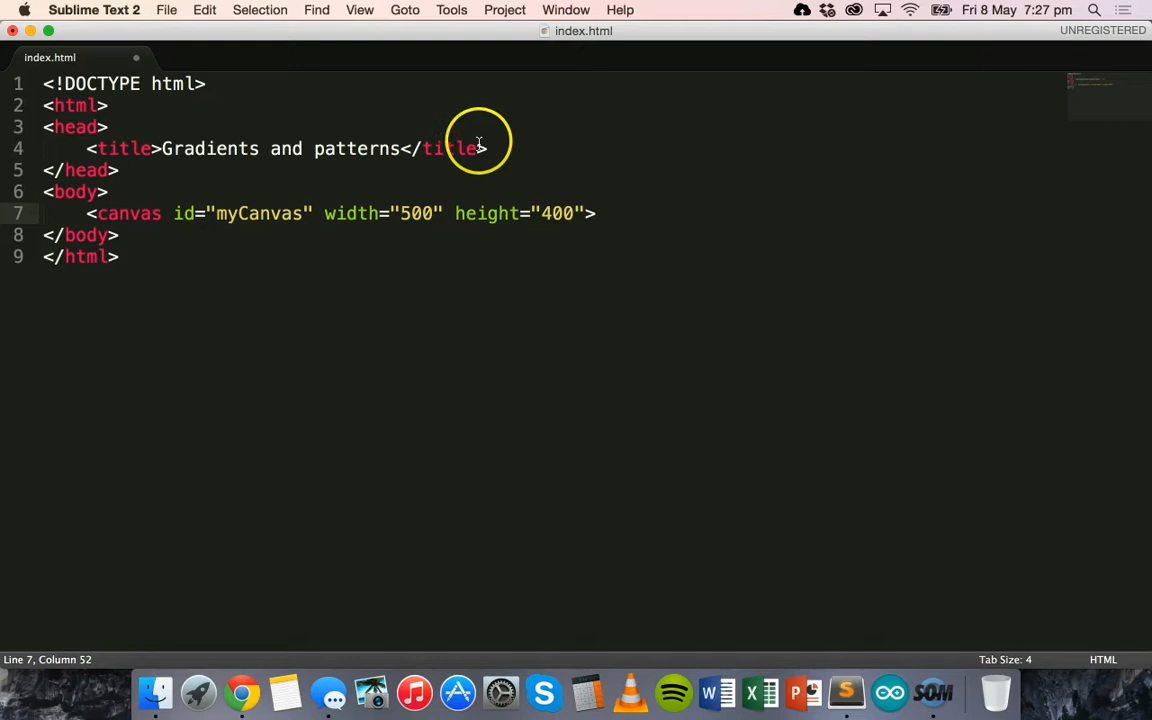 Sublime Text 2 File Edit Selection Find View Goto Tools Project Window Help Fri 8 May 7:27 pm
index.html UNREGISTERED
index.html
1 <!DOCTYPE html>
2 <html>
3 <head>
4 <title>Gradients and patterns</title>
5 </head>
6 <body>
7 <canvas id="myCanvas" width="500" height="400">
8 </body>
9 </html>
Line 7, Column 52 Tab Size: 4 HTML
SOM